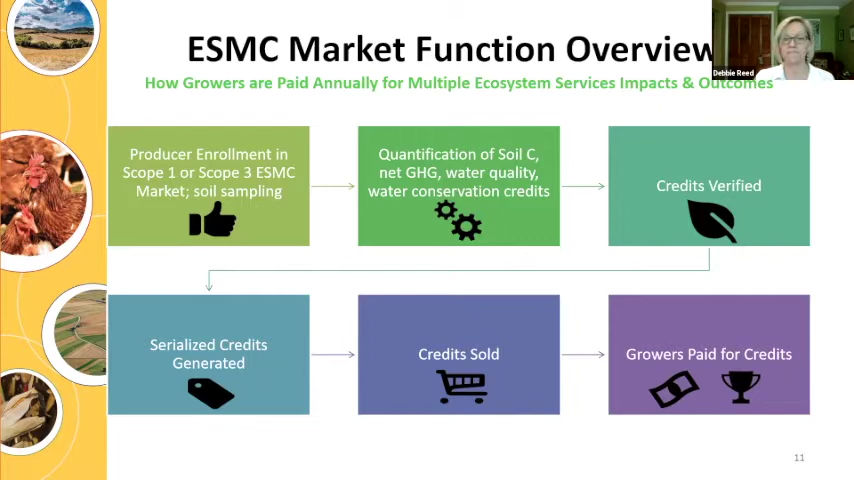 ESMC Market Function Overview
Debbie Reed
How Growers are Paid Annually for Multiple Ecosystem Services Impacts & Outcomes
Producer Enrollment in
Scope 1 or Scope 3 ESMC
Market; soil sampling
Quantification of Soil C,
net GHG, water quality,
water conservation credits
Credits Verified
Serialized Credits
Generated
Credits Sold
Growers Paid for Credits
11